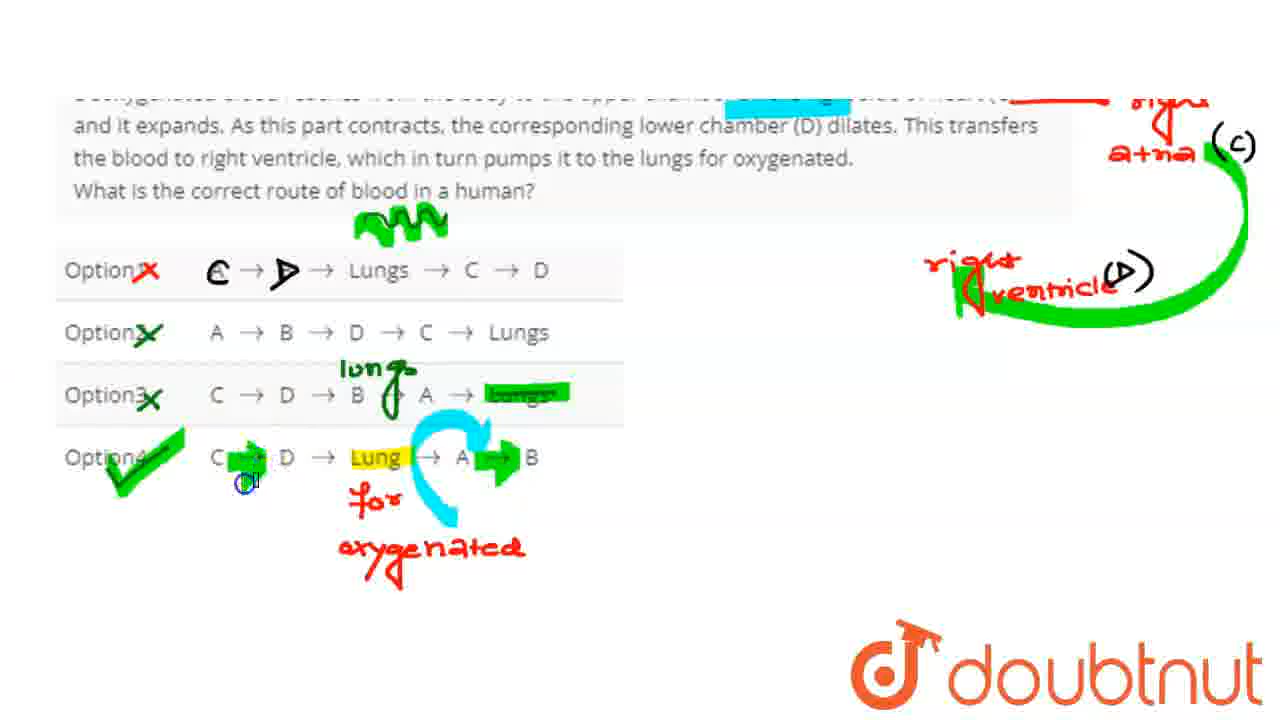 and it expands. As this part contracts, the corresponding lower chamber (D) dilates. This transfers
the blood to right ventricle, which in turn pumps it to the lungs for oxygenated.
What is the correct route of blood in a human?
right
atria (C)
right
ventricle (D)
Option C → D → Lungs → C → D
Option2 A → B → D → C → Lungs
lungs
Option3 C → D → B → A → Lungs
Option4 C → D → Lung → A → B
for
oxygenated
doubtnut